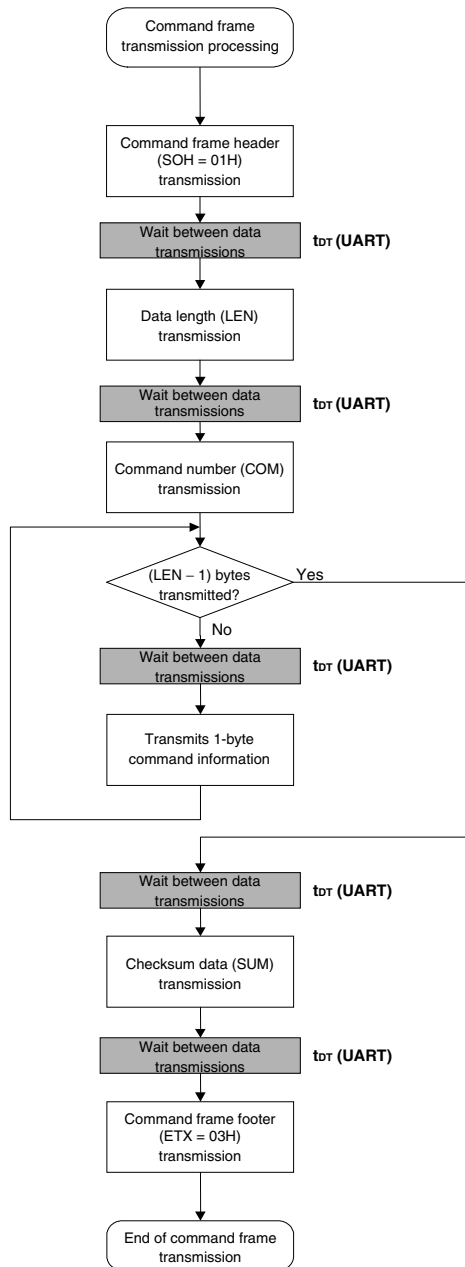 Command frame
transmission processing
Command frame header
(SOH = 01H)
transmission
Wait between data
transmissions
tDT (UART)
Data length (LEN)
transmission
Wait between data
transmissions
tDT (UART)
Command number (COM)
transmission
(LEN − 1) bytes
transmitted?
Yes
No
Wait between data
transmissions
tDT (UART)
Transmits 1-byte
command information
Wait between data
transmissions
tDT (UART)
Checksum data (SUM)
transmission
Wait between data
transmissions
tDT (UART)
Command frame footer
(ETX = 03H)
transmission
End of command frame
transmission